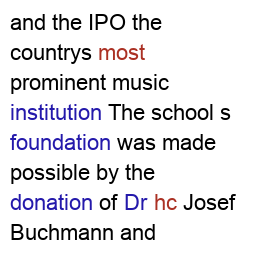 and the IPO the
countrys most
prominent music
institution The school s
foundation was made
possible by the
donation of Dr hc Josef
Buchmann and